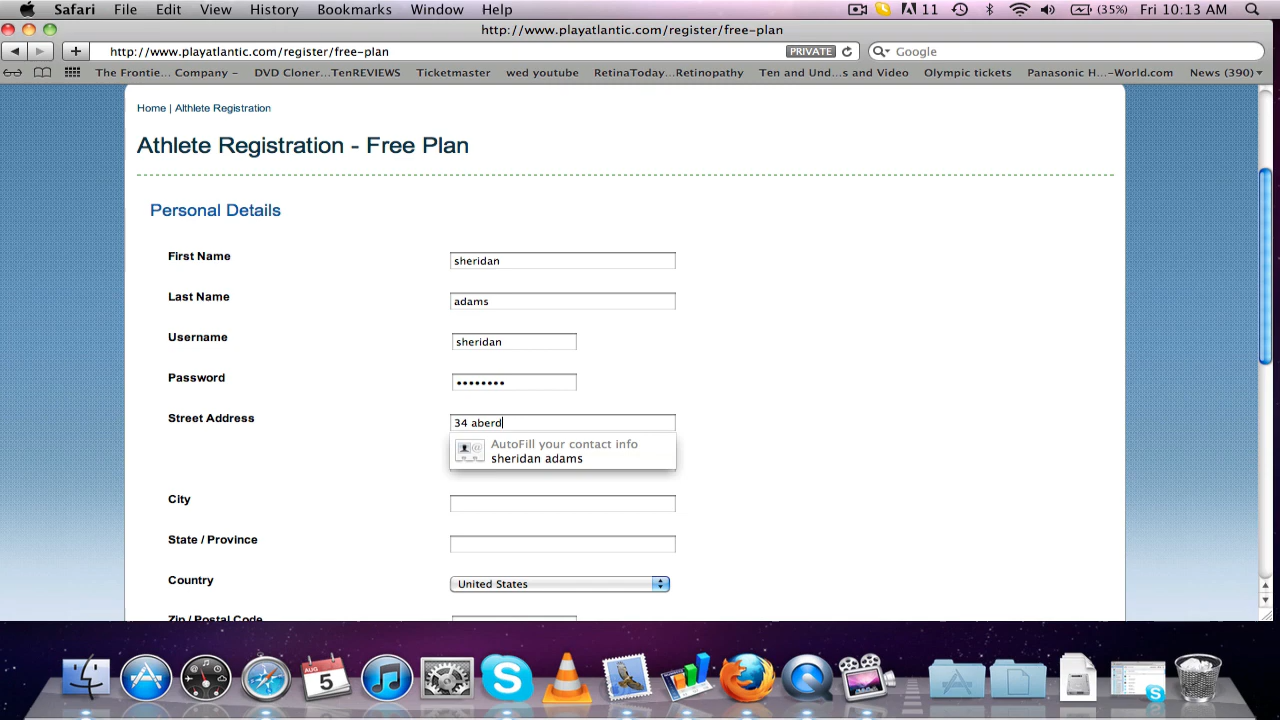 Safari File Edit View History Bookmarks Window Help 11 (35%) Fri 10:13 AM
http://www.playatlantic.com/register/free-plan
http://www.playatlantic.com/register/free-plan PRIVATE Google
The Frontie... Company – DVD Cloner...TenREVIEWS Ticketmaster wed youtube RetinaToday...Retinopathy Ten and Und...s and Video Olympic tickets Panasonic H...-World.com News (390)
Home | Althlete Registration
Athlete Registration - Free Plan
Personal Details
First Name sheridan
Last Name adams
Username sheridan
Password ••••••••
Street Address 34 aberd
AutoFill your contact info
sheridan adams
City
State / Province
Country United States
Zip / Postal Code
AUG
5